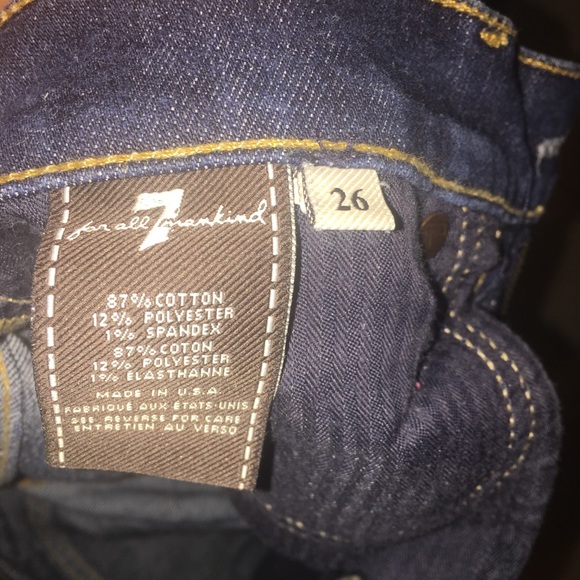 7
for all mankind
26
87% COTTON
12% POLYESTER
1% SPANDEX
87% COTON
12% POLYESTER
1% ELASTHANNE
MADE IN U.S.A
FABRIQUÉ AUX ÉTATS-UNIS
SEE REVERSE FOR CARE
ENTRETIEN AU VERSO